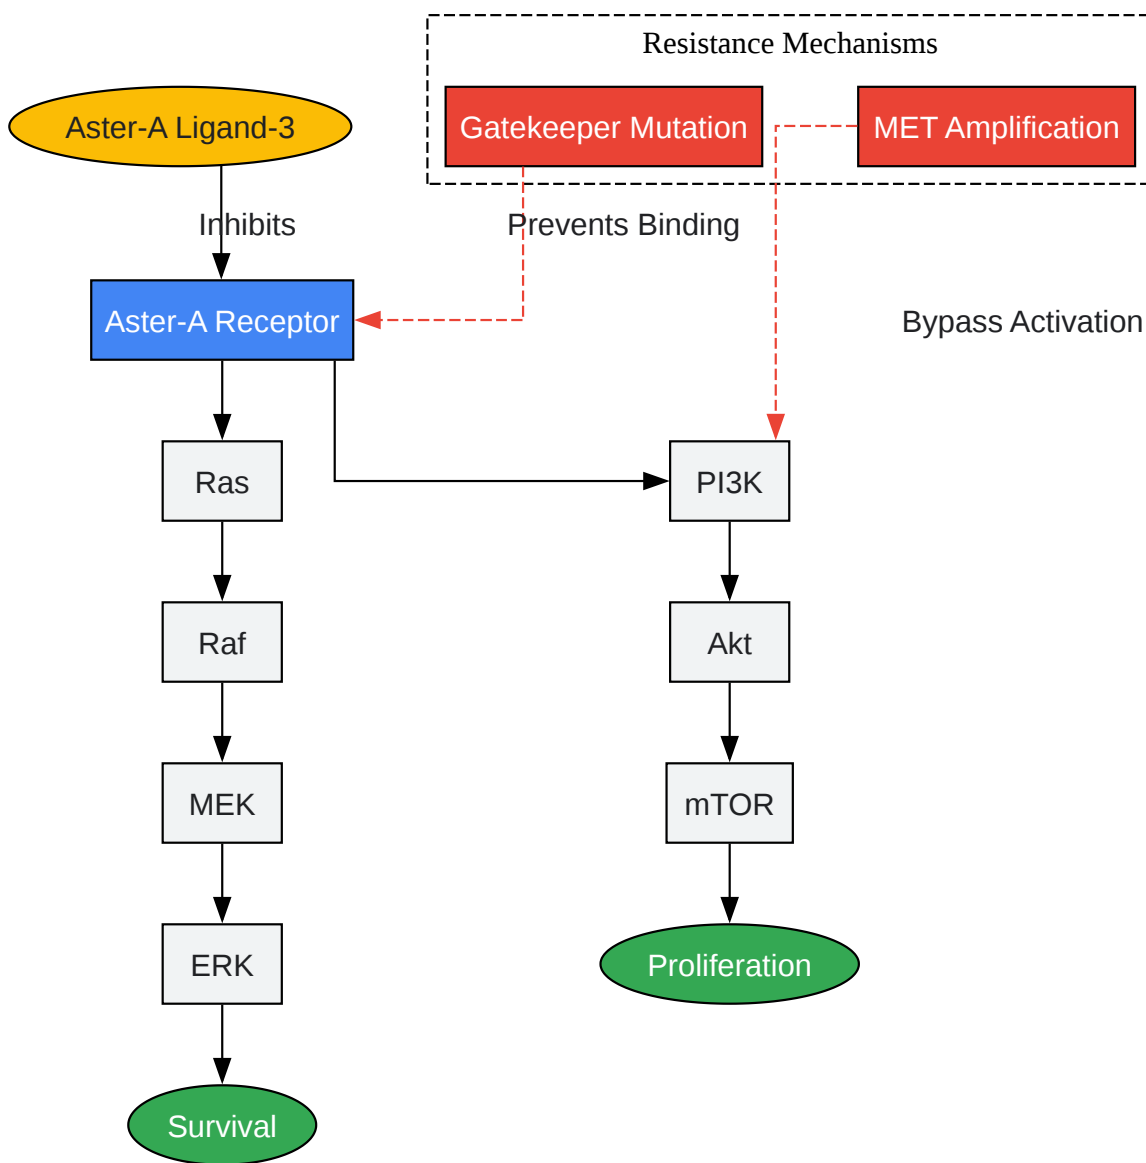 Resistance Mechanisms
Aster-A Ligand-3
Gatekeeper Mutation
MET Amplification
Inhibits
Prevents Binding
Aster-A Receptor
Bypass Activation
Ras
PI3K
Raf
Akt
MEK
mTOR
ERK
Proliferation
Survival